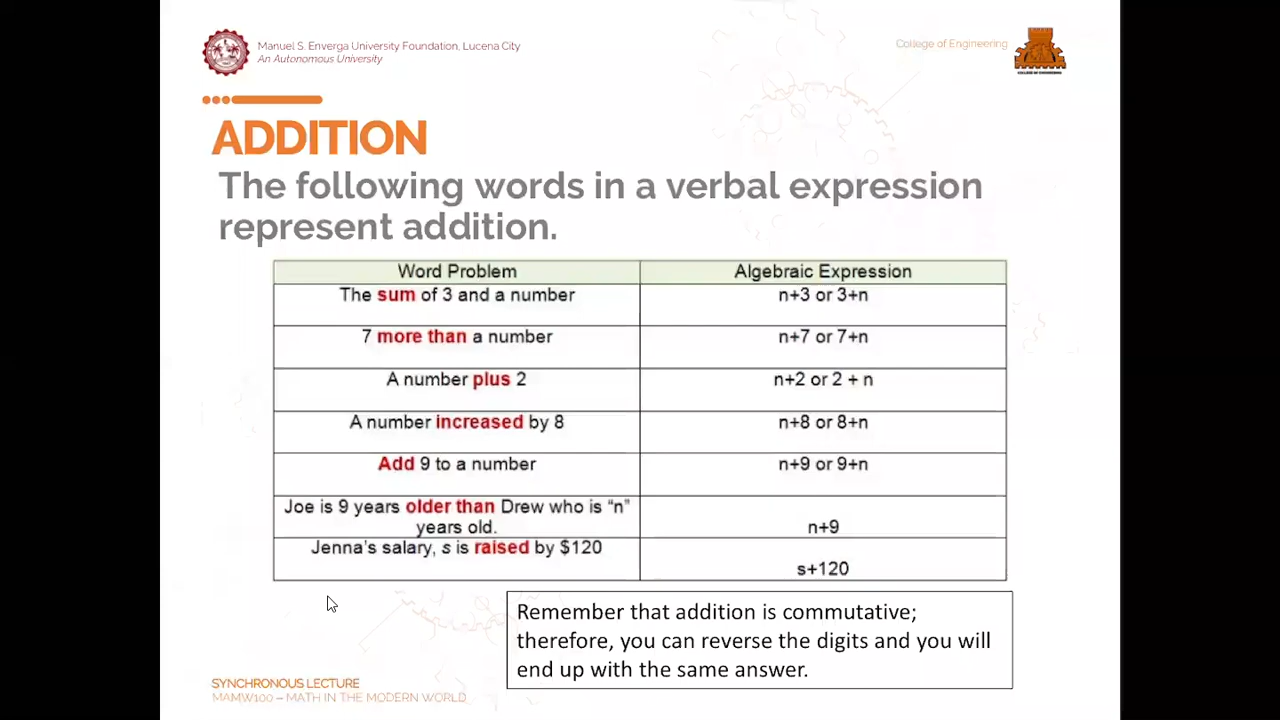 Manuel S. Enverga University Foundation, Lucena City
An Autonomous University
College of Engineering
COLLEGE OF ENGINEERING
ADDITION
The following words in a verbal expression
represent addition.
Word Problem Algebraic Expression
The sum of 3 and a number n+3 or 3+n
7 more than a number n+7 or 7+n
A number plus 2 n+2 or 2 + n
A number increased by 8 n+8 or 8+n
Add 9 to a number n+9 or 9+n
Joe is 9 years older than Drew who is “n”
years old. n+9
Jenna’s salary, s is raised by $120
s+120
Remember that addition is commutative;
therefore, you can reverse the digits and you will
end up with the same answer.
SYNCHRONOUS LECTURE
MAMW100 – MATH IN THE MODERN WORLD